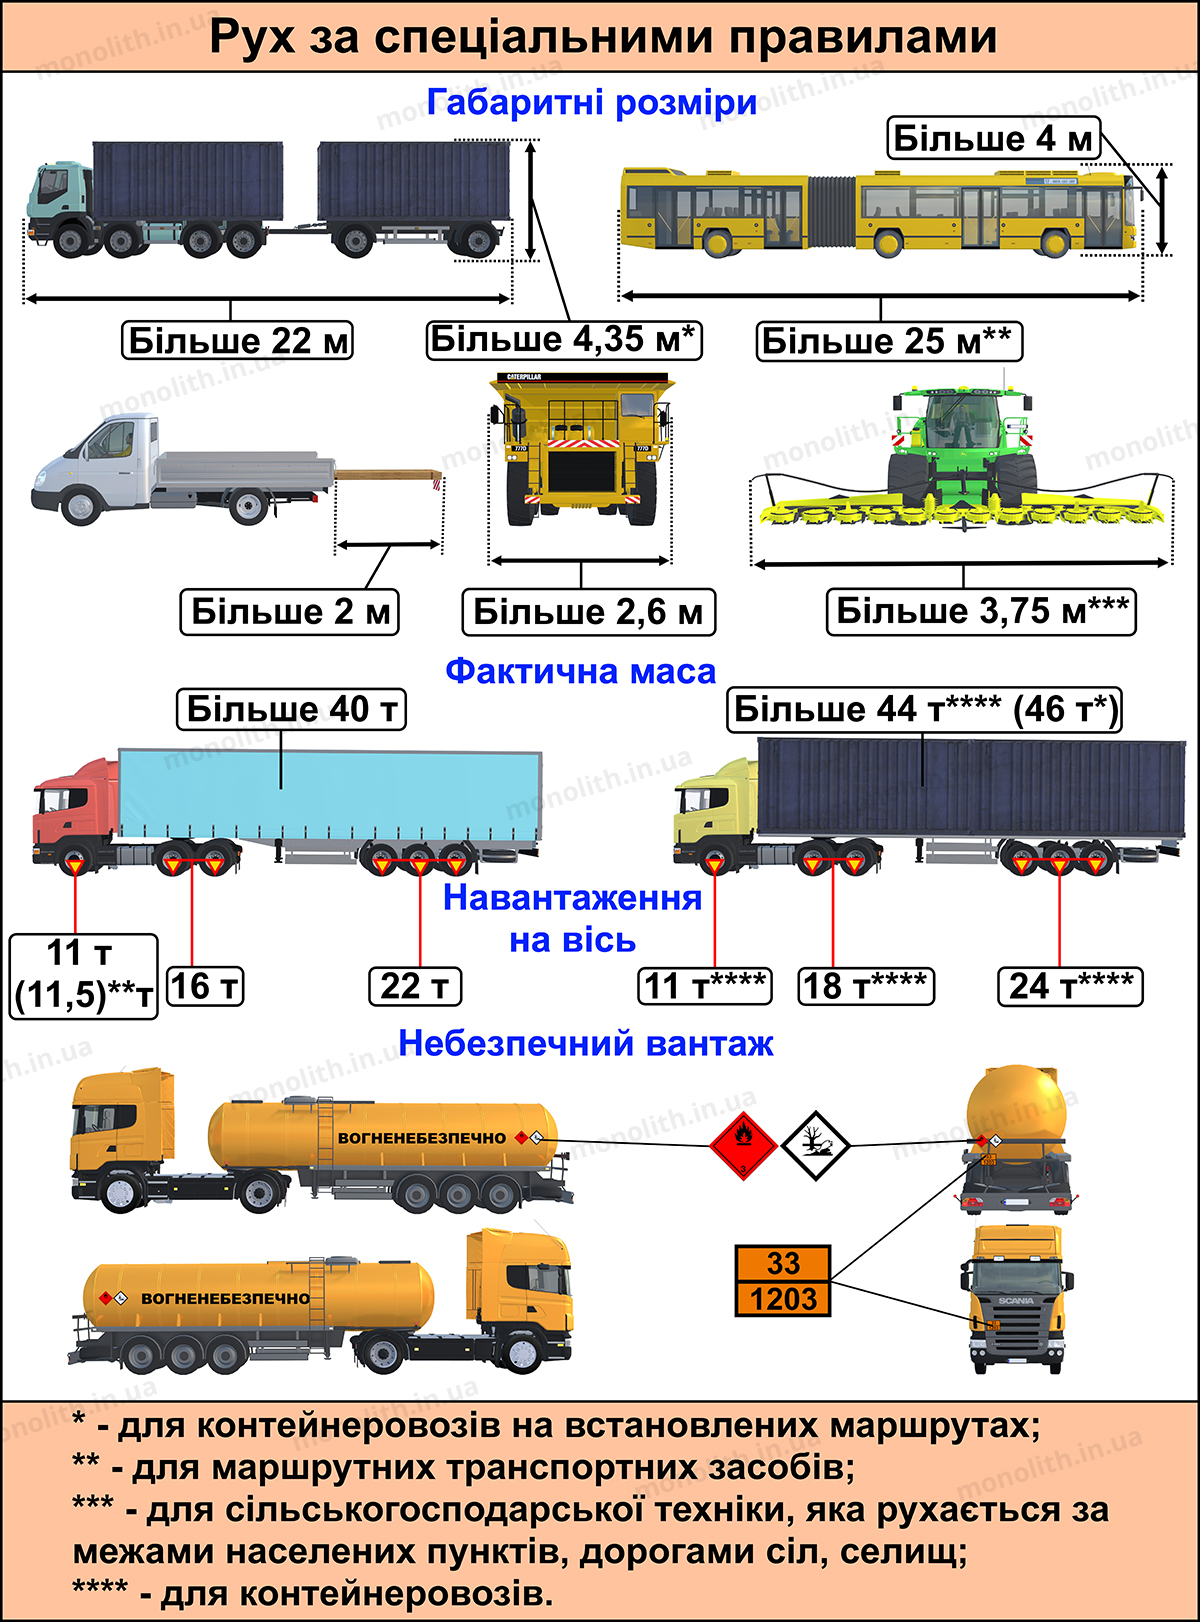 Рух за спеціальними правилами
Габаритні розміри
Більше 4 м
Більше 22 м
Більше 4,35 м*
Більше 25 м**
CATERPILLAR
777D
777D
Більше 2 м
Більше 2,6 м
Більше 3,75 м***
Фактична маса
Більше 40 т
Більше 44 т**** (46 т*)
Навантаження
на вісь
11 т
(11,5)**т
16 т
22 т
11 т****
18 т****
24 т****
Небезпечний вантаж
ВОГНЕНЕБЕЗПЕЧНО
3
33
1203
SCANIA
ВОГНЕНЕБЕЗПЕЧНО
* - для контейнеровозів на встановлених маршрутах;
** - для маршрутних транспортних засобів;
*** - для сільськогосподарської техніки, яка рухається за
межами населених пунктів, дорогами сіл, селищ;
**** - для контейнеровозів.
monolith.in.ua